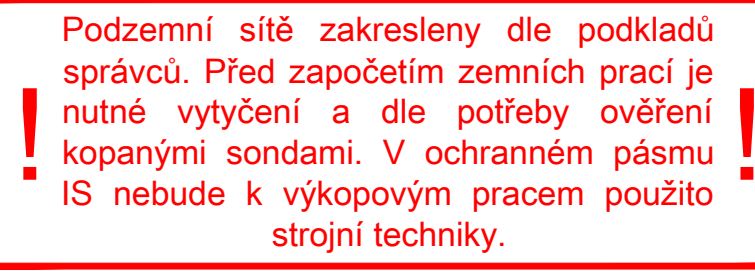 Podzemní sítě zakresleny dle podkladů
správců. Před započetím zemních prací je
! nutné vytyčení a dle potřeby ověření !
kopanými sondami. V ochranném pásmu
IS nebude k výkopovým pracem použito
strojní techniky.